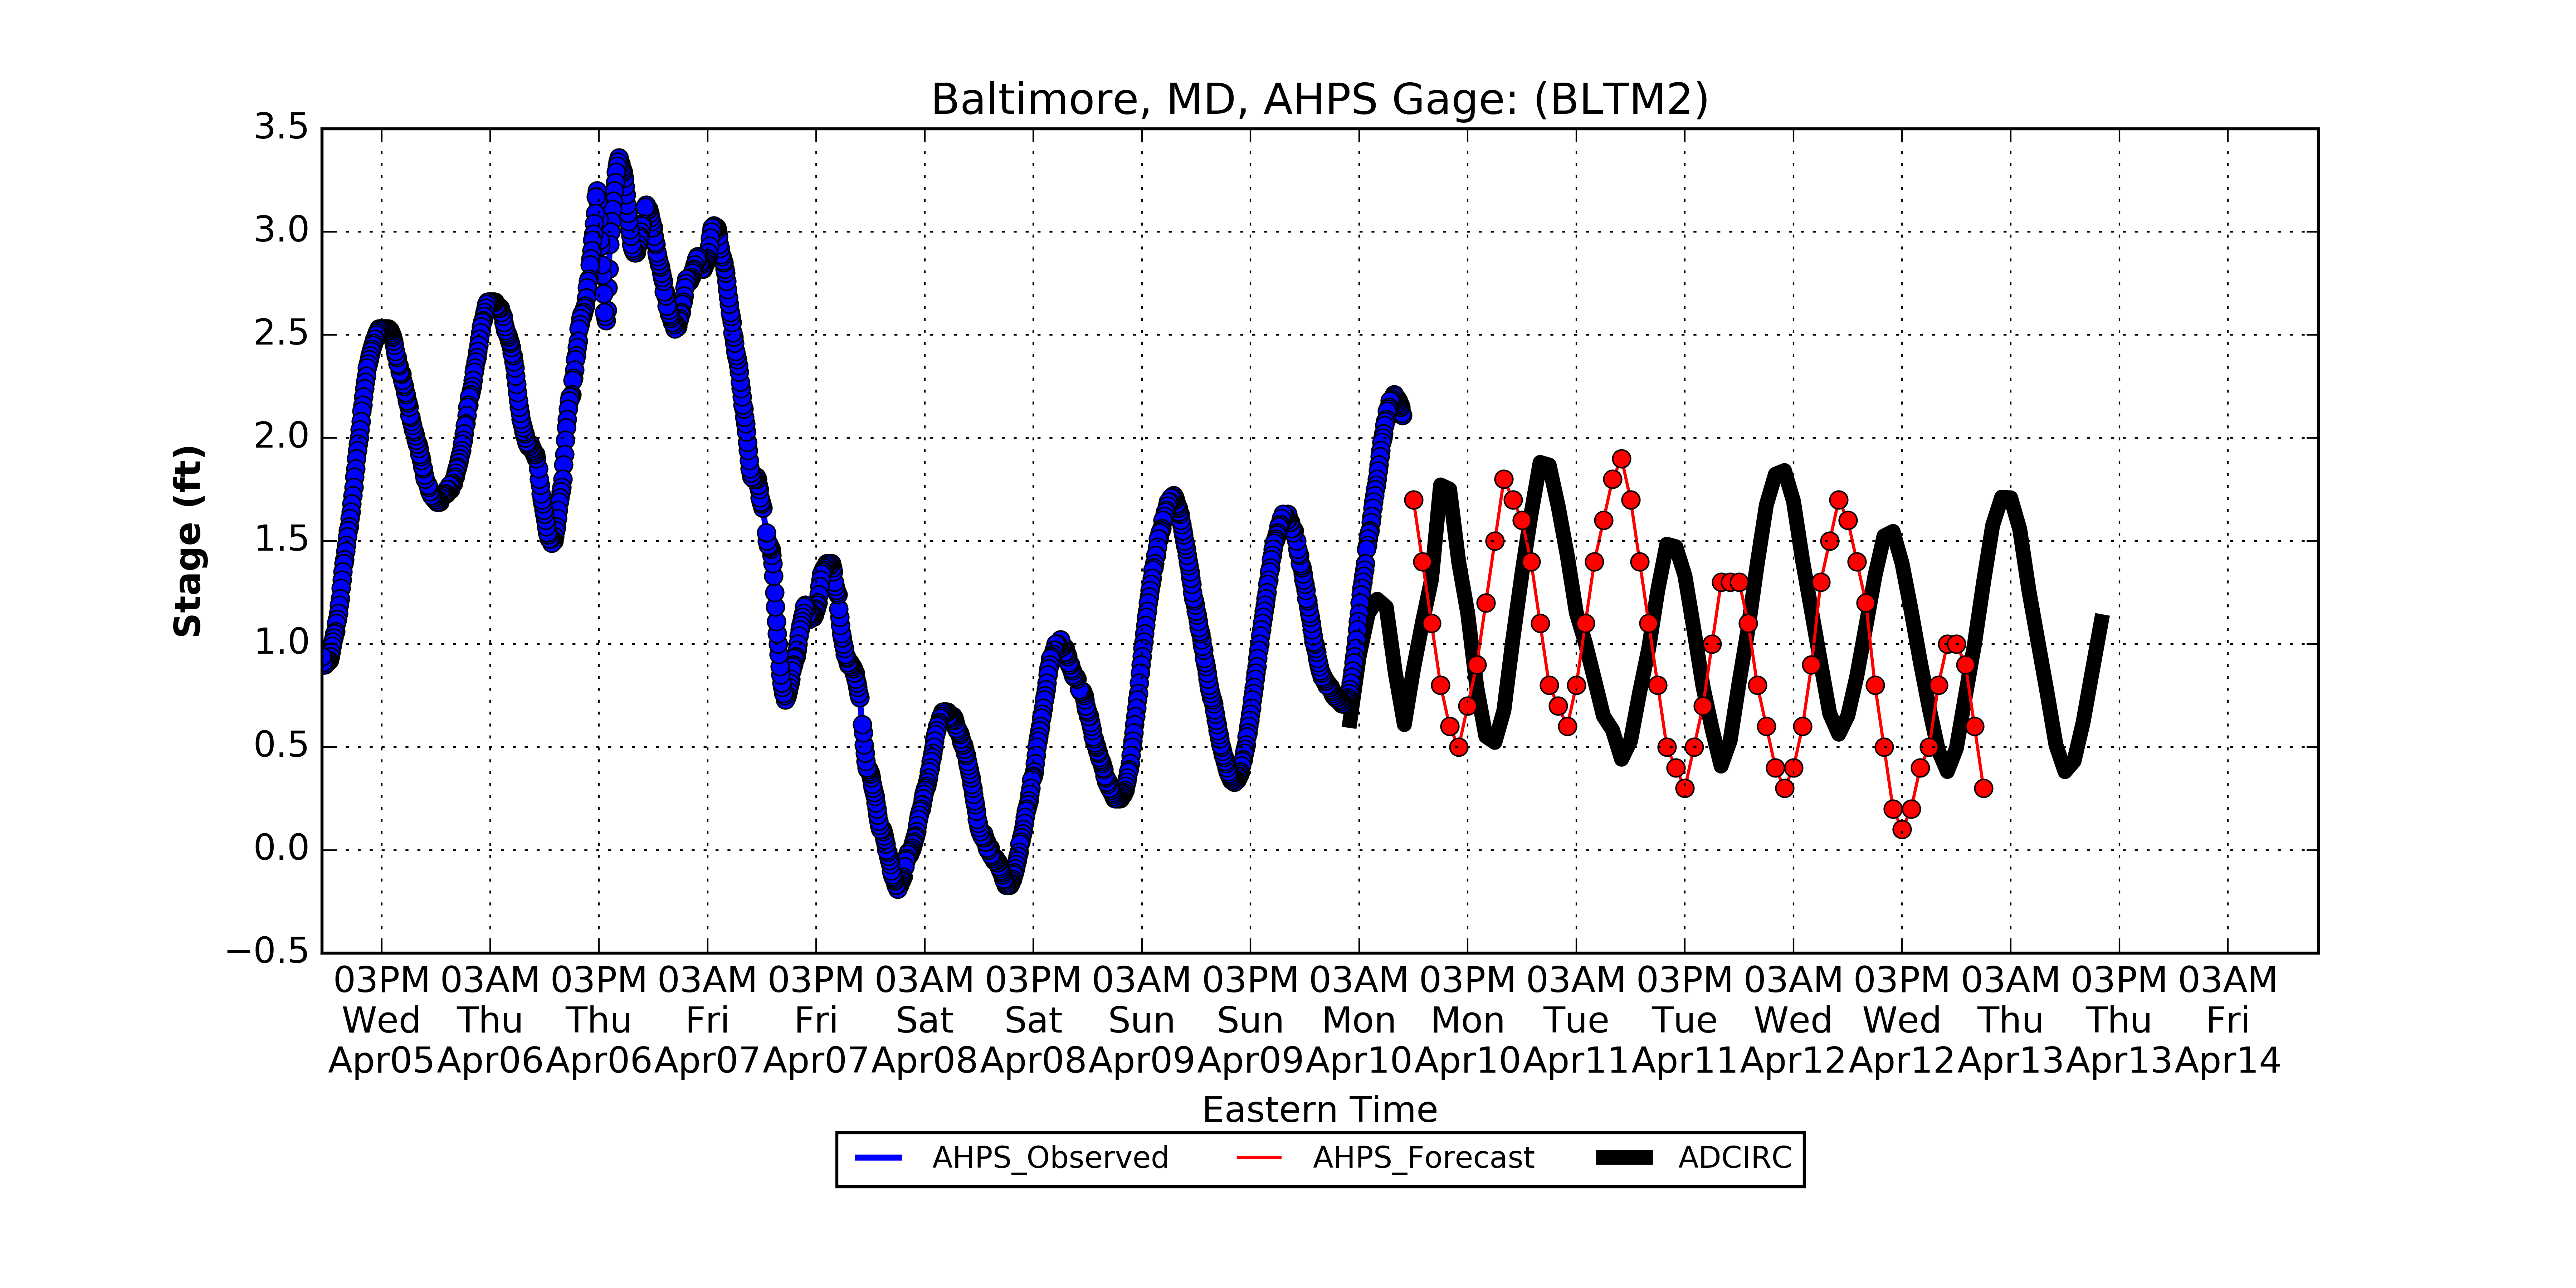 Baltimore, MD, AHPS Gage: (BLTM2)
3.5
3.0
2.5
2.0
1.5
1.0
0.5
0.0
−0.5
Stage (ft)
03PM 03AM 03PM 03AM 03PM 03AM 03PM 03AM 03PM 03AM 03PM 03AM 03PM 03AM 03PM 03AM 03PM 03AM
Wed Thu Thu Fri Fri Sat Sat Sun Sun Mon Mon Tue Tue Wed Wed Thu Thu Fri
Apr05 Apr06 Apr06 Apr07 Apr07 Apr08 Apr08 Apr09 Apr09 Apr10 Apr10 Apr11 Apr11 Apr12 Apr12 Apr13 Apr13 Apr14
Eastern Time
AHPS_Observed AHPS_Forecast ADCIRC